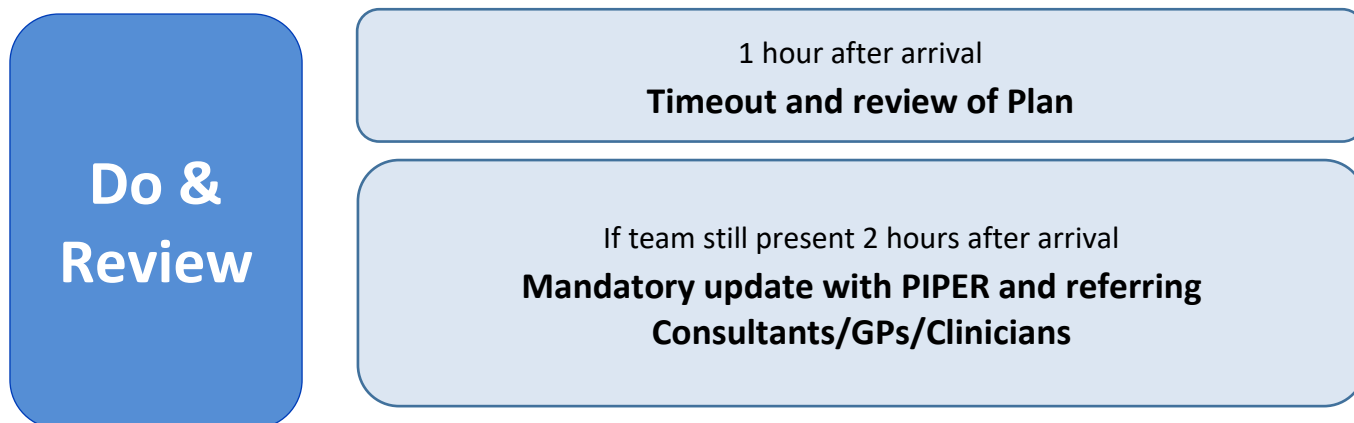 Do &
Review
1 hour after arrival
Timeout and review of Plan
If team still present 2 hours after arrival
Mandatory update with PIPER and referring
Consultants/GPs/Clinicians